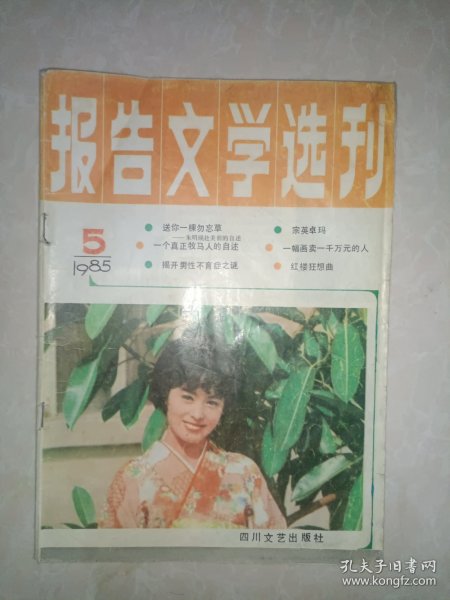 报告文学选刊
5
1985
送你一棵勿忘草
一个真正牧马人的自述
揭开男性不育症之谜
宗英卓玛
一幅画卖一千万元的人
红楼狂想曲
四川文艺出版社
孔夫子旧书网
www.kongfz.com